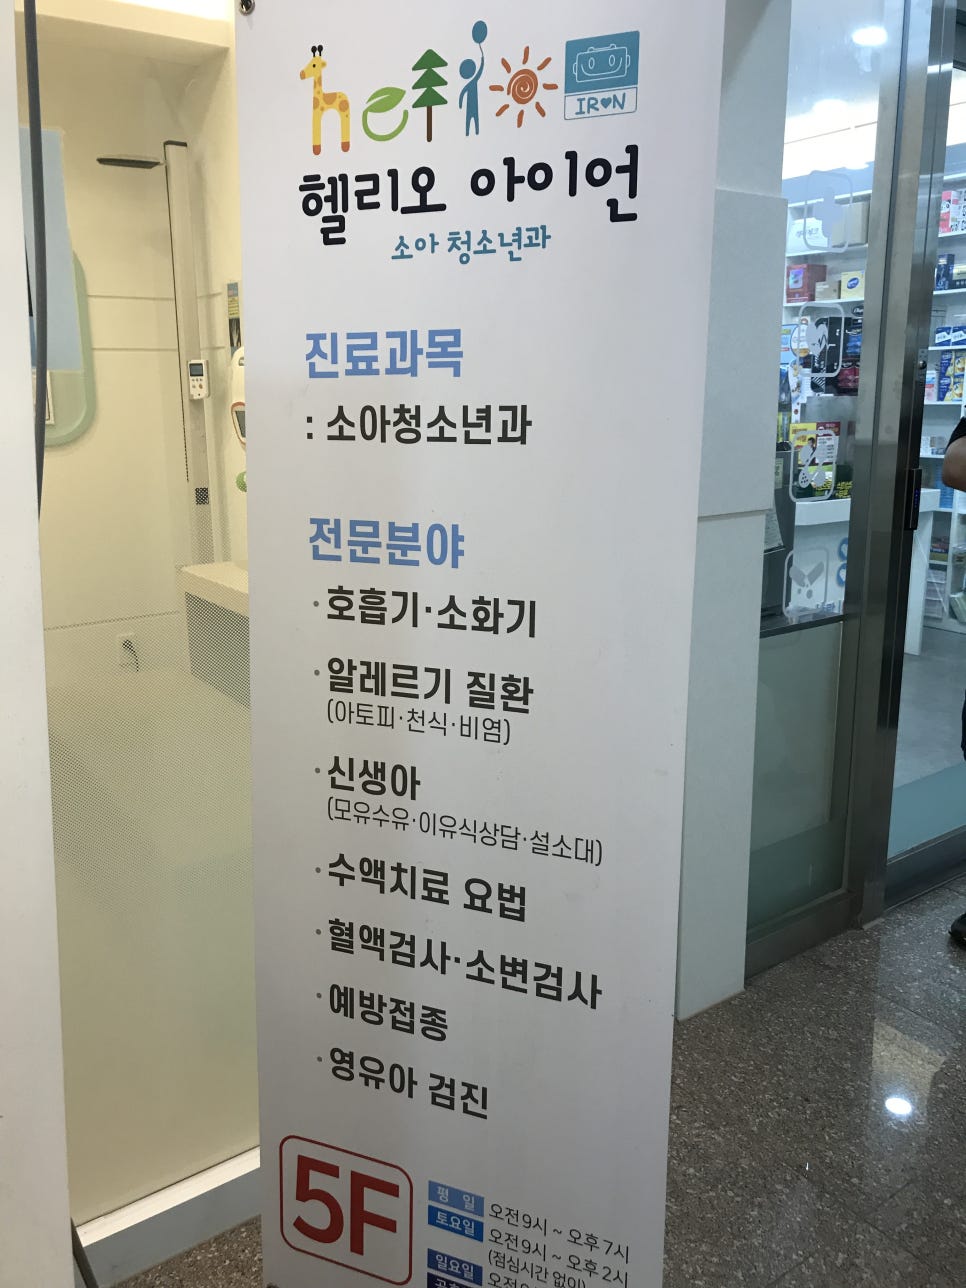 helio
IR♥N
헬리오 아이언
소아 청소년과
진료과목
: 소아청소년과
전문분야
·호흡기·소화기
·알레르기 질환
(아토피·천식·비염)
·신생아
(모유수유·이유식상담·설소대)
·수액치료 요법
·혈액검사·소변검사
·예방접종
·영유아 검진
5F
평 일 오전9시 ~ 오후7시
토요일 오전9시 ~ 오후2시
(점심시간 없이)
일요일